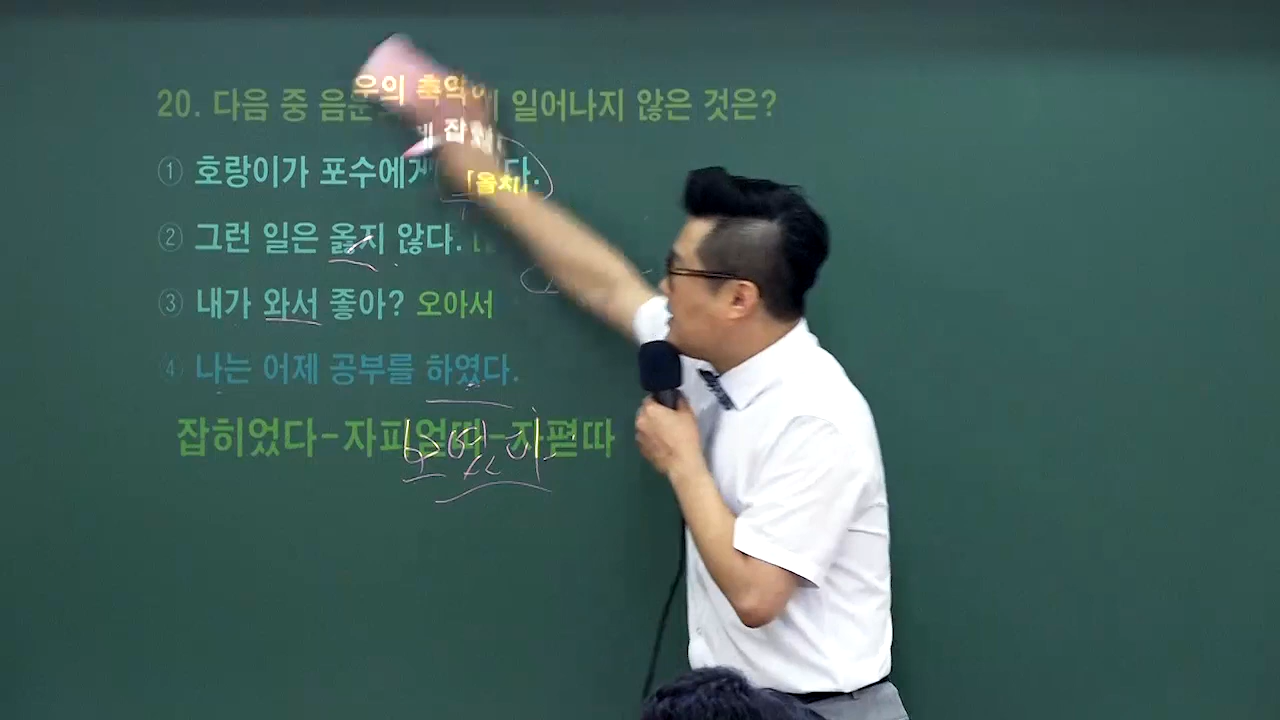 20. 다음 중 음운의 축약이 일어나지 않은 것은?
① 호랑이가 포수에게 잡혔다.
② 그런 일은 옳지 않다. [올치]
③ 내가 와서 좋아? 오아서
④ 나는 어제 공부를 하였다.
잡히었다-자피얻따-자폍따